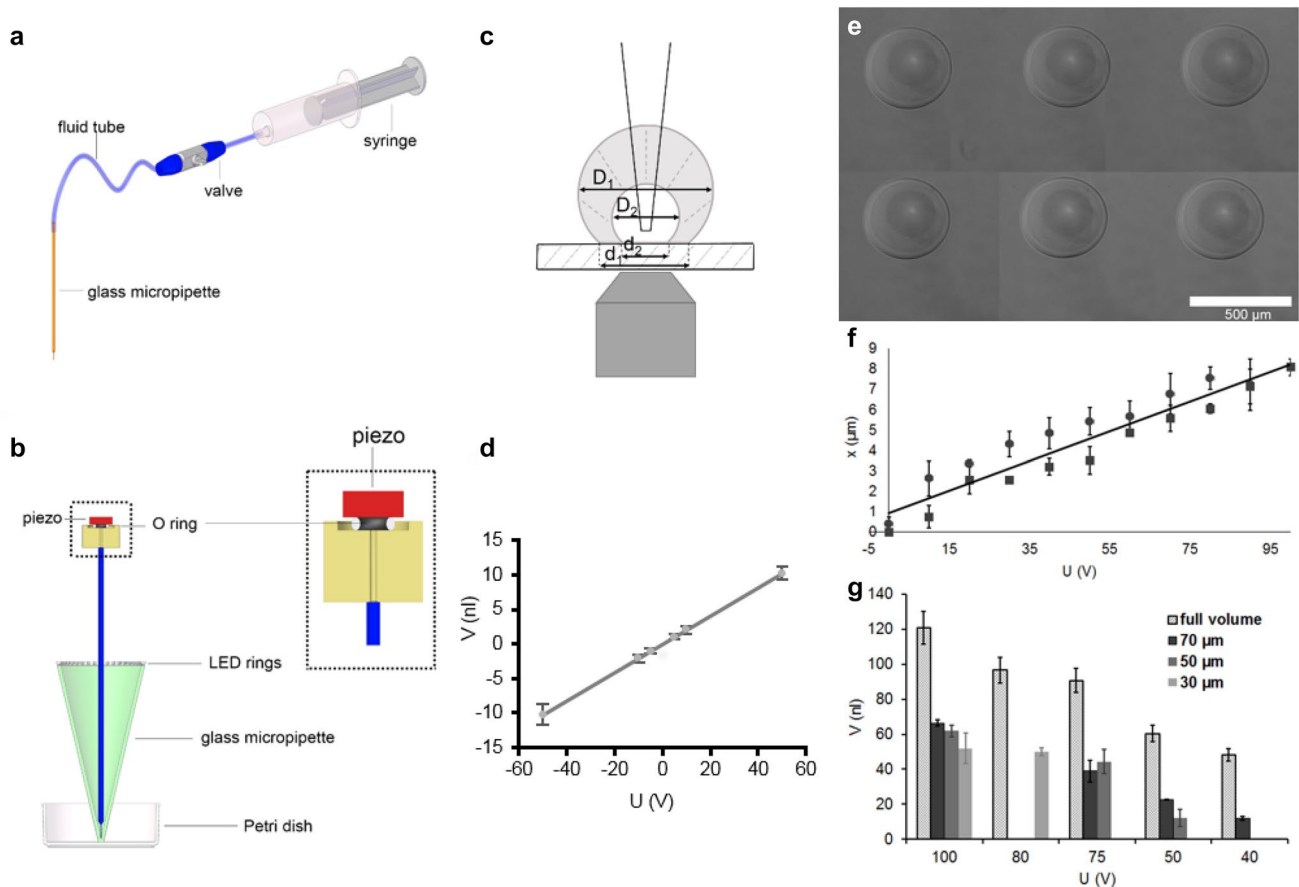 a
fluid tube
syringe
valve
glass micropipette
b
piezo
piezo
O ring
LED rings
glass micropipette
Petri dish
c
D1
D2
d2
d1
d
15
10
5
0
-5
-10
-15
V (nl)
-60 -40 -20 0 20 40 60
U (V)
e
500 µm
f
9
8
7
6
5
4
3
2
1
0
x (µm)
-5 15 35 55 75 95
U (V)
g
full volume
70 µm
50 µm
30 µm
140
120
100
80
60
40
20
0
V (nl)
100 80 75 50 40
U (V)